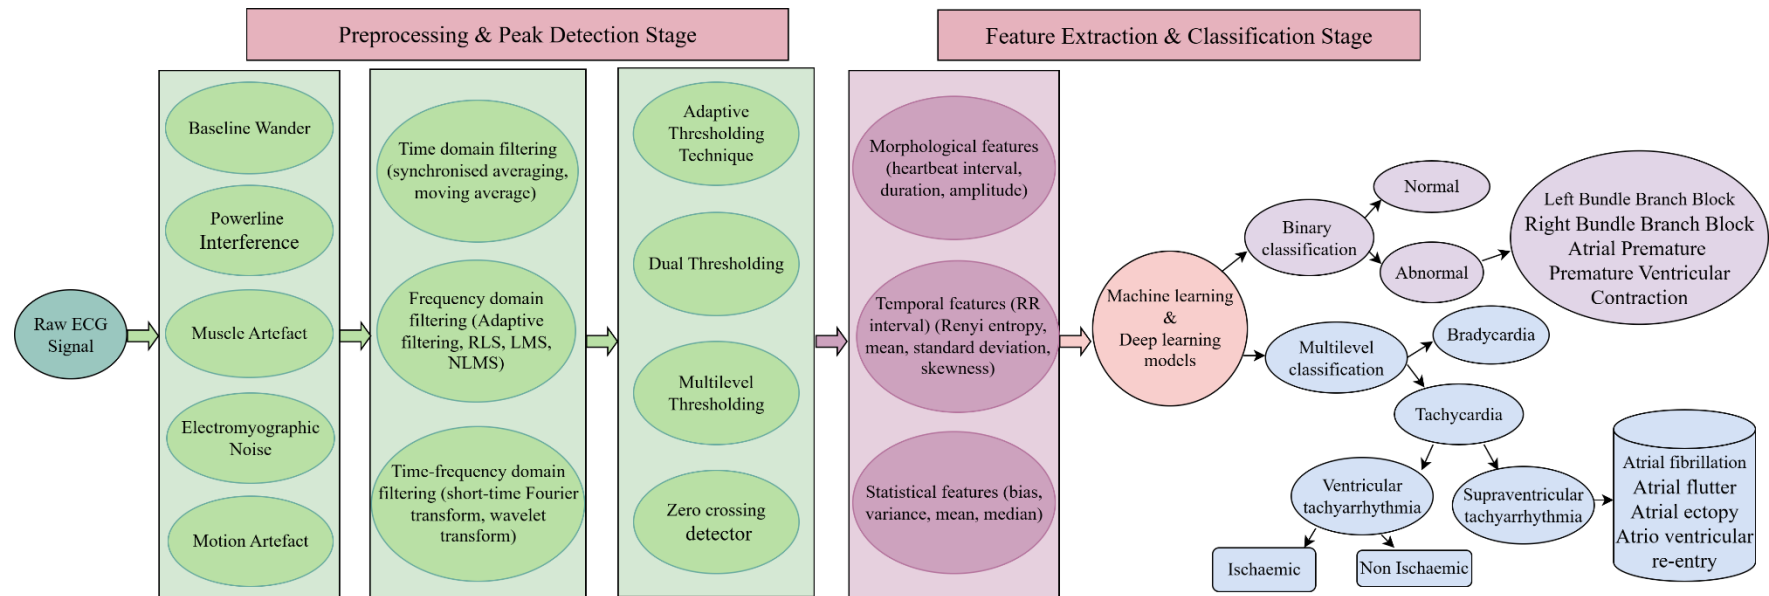 Preprocessing & Peak Detection Stage
Feature Extraction & Classification Stage
Raw ECG
Signal
Baseline Wander
Powerline
Interference
Muscle Artefact
Electromyographic
Noise
Motion Artefact
Time domain filtering
(synchronised averaging,
moving average)
Frequency domain
filtering (Adaptive
filtering, RLS, LMS,
NLMS)
Time-frequency domain
filtering (short-time Fourier
transform, wavelet
transform)
Adaptive
Thresholding
Technique
Dual Thresholding
Multilevel
Thresholding
Zero crossing
detector
Morphological features
(heartbeat interval,
duration, amplitude)
Temporal features (RR
interval) (Renyi entropy,
mean, standard deviation,
skewness)
Statistical features (bias,
variance, mean, median)
Machine learning
&
Deep learning
models
Binary
classification
Normal
Abnormal
Left Bundle Branch Block
Right Bundle Branch Block
Atrial Premature
Premature Ventricular
Contraction
Multilevel
classification
Bradycardia
Tachycardia
Ventricular
tachyarrhythmia
Supraventricular
tachyarrhythmia
Ischaemic
Non Ischaemic
Atrial fibrillation
Atrial flutter
Atrial ectopy
Atrio ventricular
re-entry